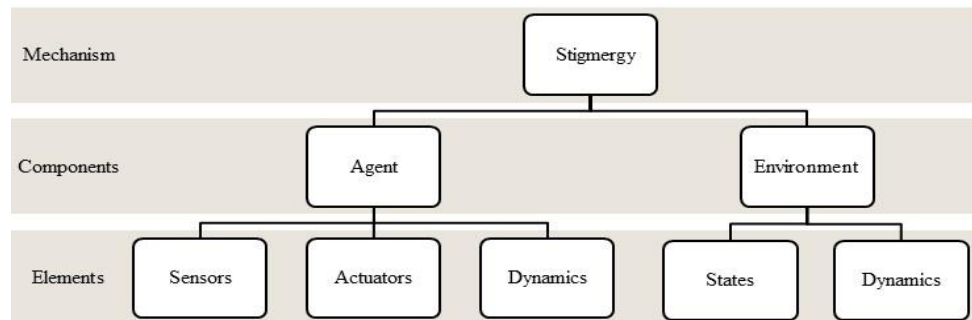 Mechanism
Stigmergy
Components
Agent
Environment
Elements
Sensors
Actuators
Dynamics
States
Dynamics